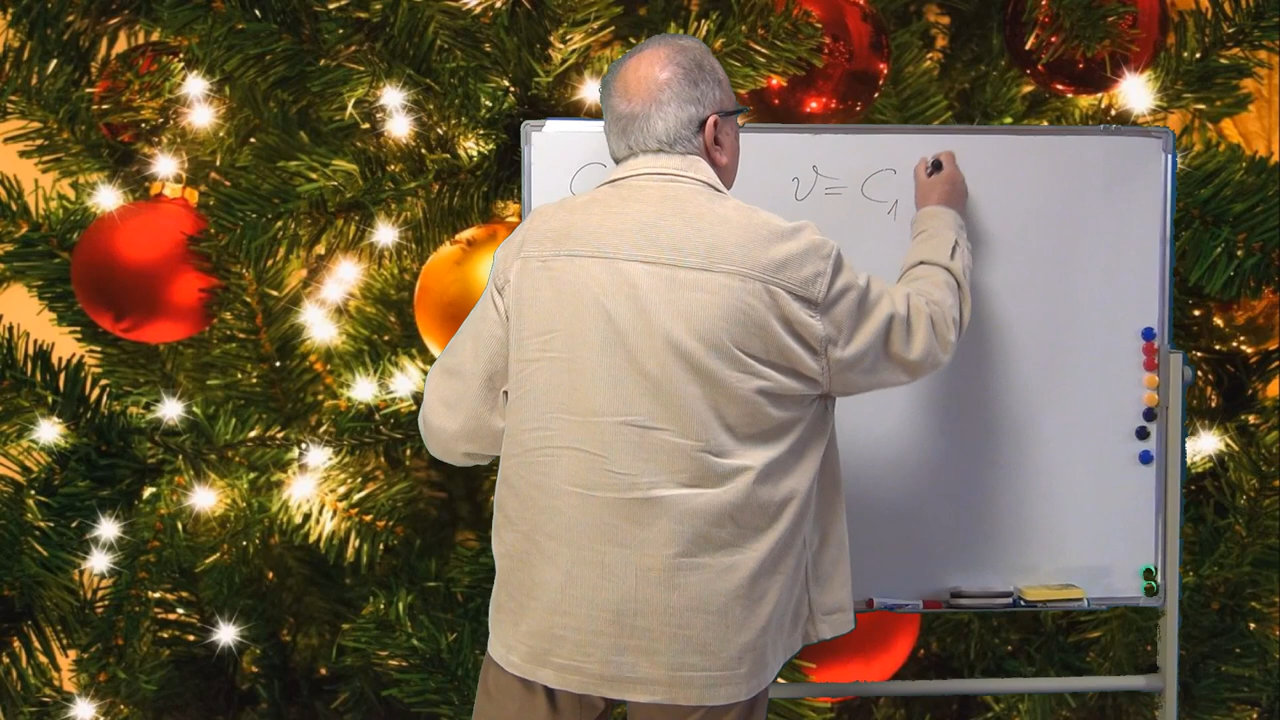 C v = C₁